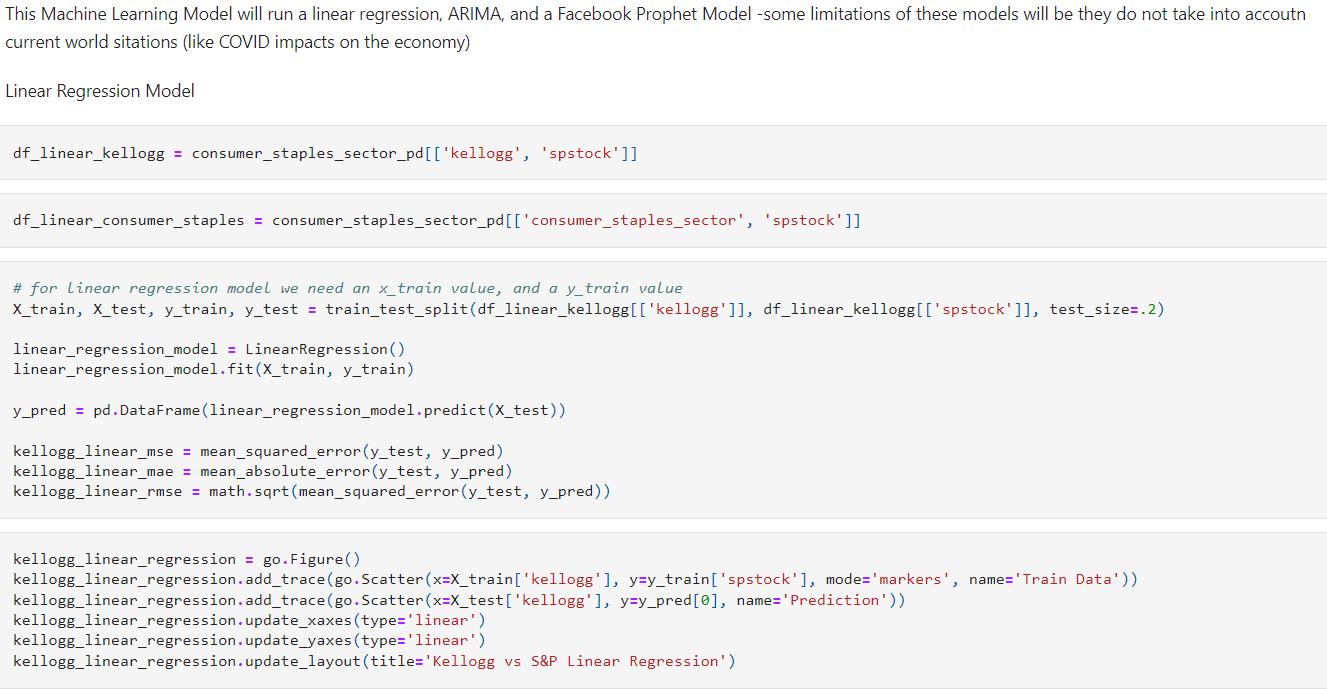 This Machine Learning Model will run a linear regression, ARIMA, and a Facebook Prophet Model -some limitations of these models will be they do not take into accoutn
current world sitations (like COVID impacts on the economy)
Linear Regression Model
df_linear_kellogg = consumer_staples_sector_pd[['kellogg', 'spstock']]
df_linear_consumer_staples = consumer_staples_sector_pd[['consumer_staples_sector', 'spstock']]
# for linear regression model we need an x_train value, and a y_train value
X_train, X_test, y_train, y_test = train_test_split(df_linear_kellogg[['kellogg']], df_linear_kellogg[['spstock']], test_size=.2)
linear_regression_model = LinearRegression()
linear_regression_model.fit(X_train, y_train)
y_pred = pd.DataFrame(linear_regression_model.predict(X_test))
kellogg_linear_mse = mean_squared_error(y_test, y_pred)
kellogg_linear_mae = mean_absolute_error(y_test, y_pred)
kellogg_linear_rmse = math.sqrt(mean_squared_error(y_test, y_pred))
kellogg_linear_regression = go.Figure()
kellogg_linear_regression.add_trace(go.Scatter(x=X_train['kellogg'], y=y_train['spstock'], mode='markers', name='Train Data'))
kellogg_linear_regression.add_trace(go.Scatter(x=X_test['kellogg'], y=y_pred[0], name='Prediction'))
kellogg_linear_regression.update_xaxes(type='linear')
kellogg_linear_regression.update_yaxes(type='linear')
kellogg_linear_regression.update_layout(title='Kellogg vs S&P Linear Regression')